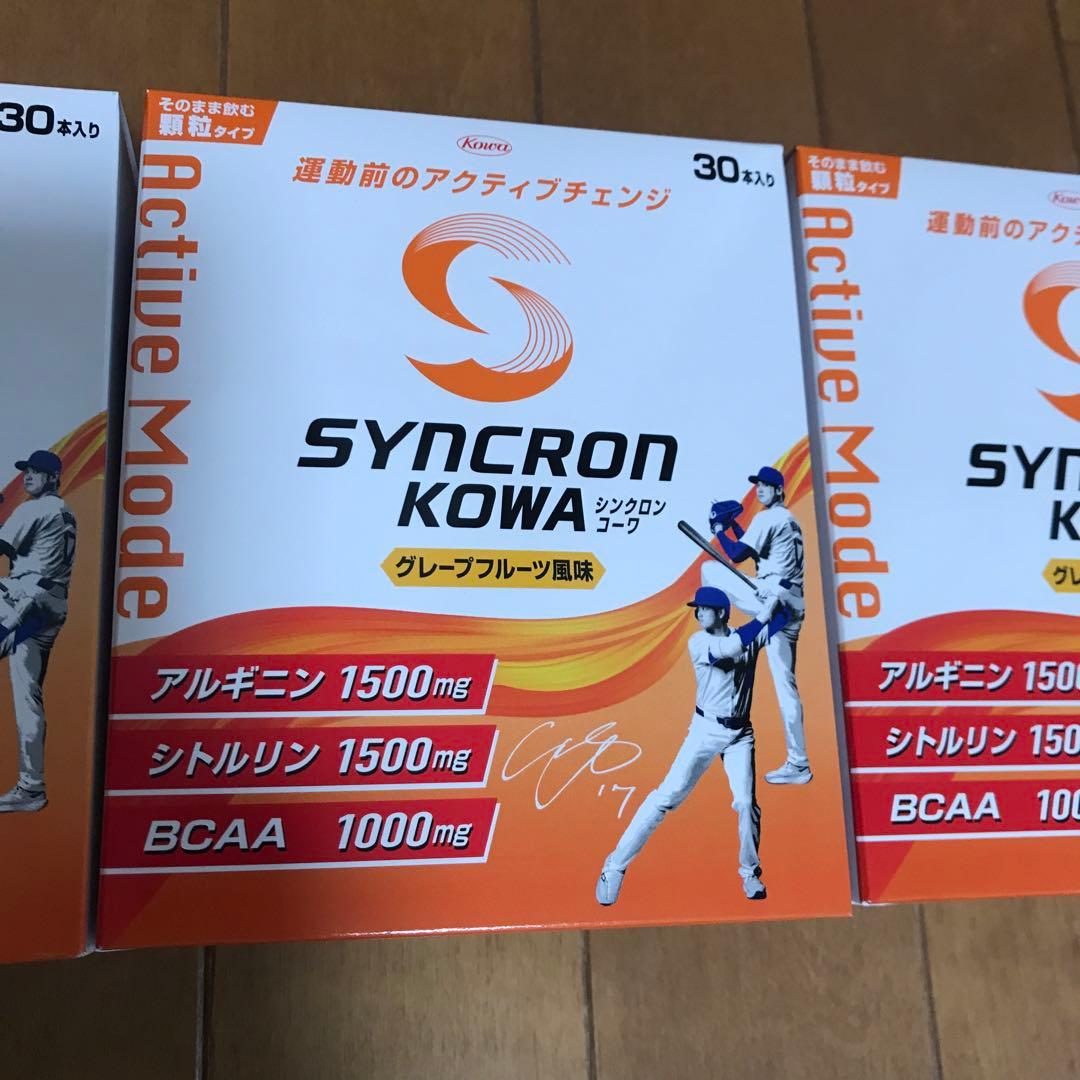 30本入り
そのまま飲む
顆粒タイプ
Kowa
運動前のアクティブチェンジ
30本入り
Active Mode
SYNCRON
KOWA シンクロン
コーワ
グレープフルーツ風味
アルギニン 1500mg
シトルリン 1500mg
BCAA 1000mg
17
そのまま飲む
顆粒タイプ
Kowa
運動前のアクテ
Active Mode
SYN
K
グレ
アルギニン 1500
シトルリン 150
BCAA 100